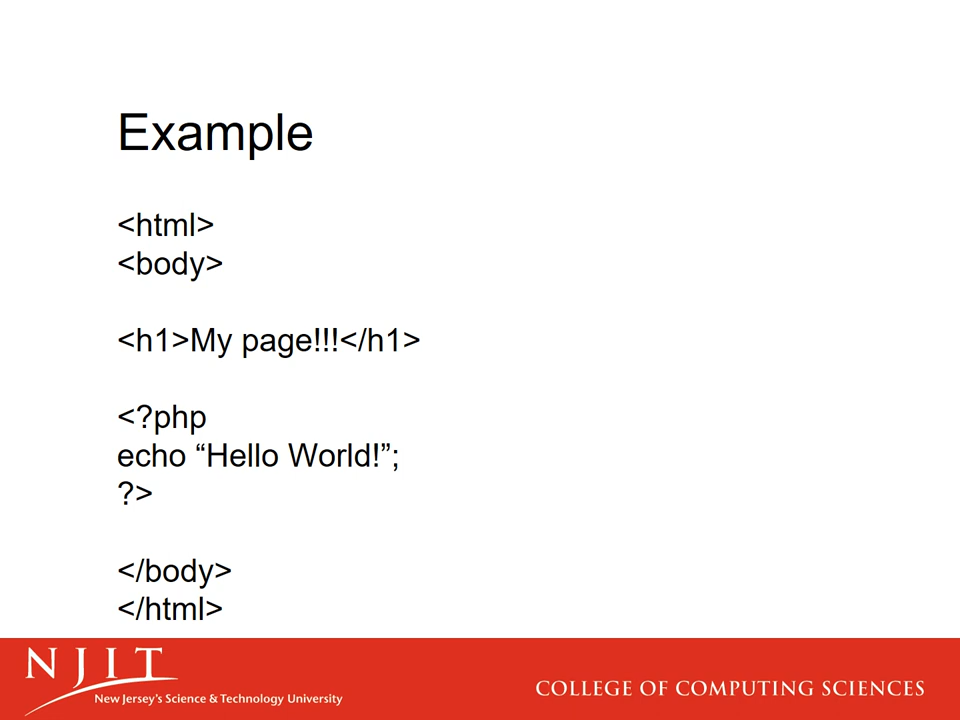 Example
<html>
<body>
<h1>My page!!!</h1>
<?php
echo “Hello World!”;
?>
</body>
</html>
NJIT
New Jersey's Science & Technology University
COLLEGE OF COMPUTING SCIENCES